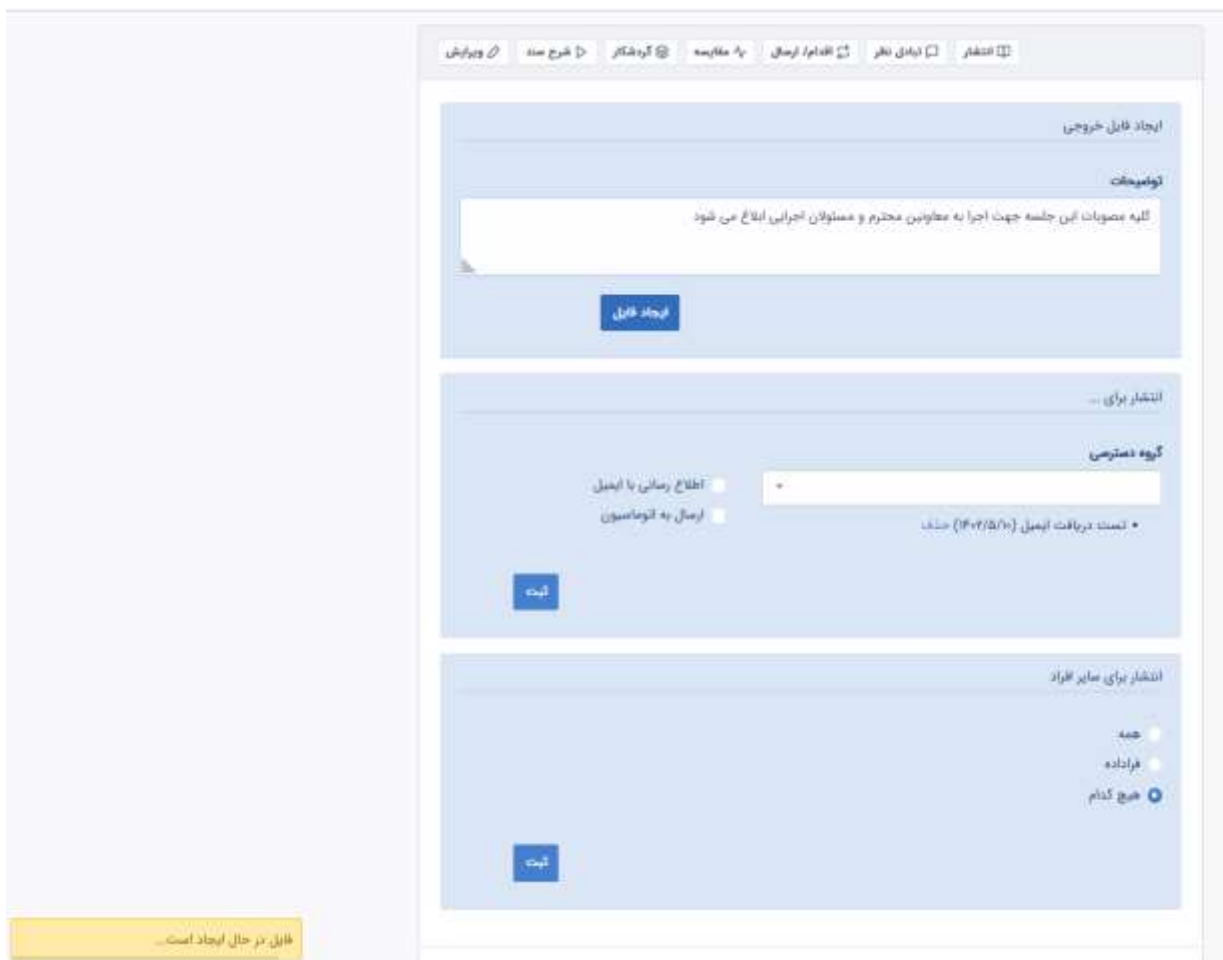 ویرایش
شرح سند
گردشکار
مقایسه
اقدام/ ارسال
تبادل نظر
انتشار
ایجاد فایل خروجی
توضیحات
کلیه مصوبات این جلسه جهت اجرا به معاونین محترم و مسئولان اجرایی ابلاغ می شود
ایجاد فایل
انتشار برای ...
گروه دسترسی
اطلاع رسانی با ایمیل
ارسال به اتوماسیون
• تست دریافت ایمیل (۱۴۰۲/۵/۱۰) حذف
ثبت
انتشار برای سایر افراد
همه
فراداده
هیچ کدام
ثبت
فایل در حال ایجاد است...